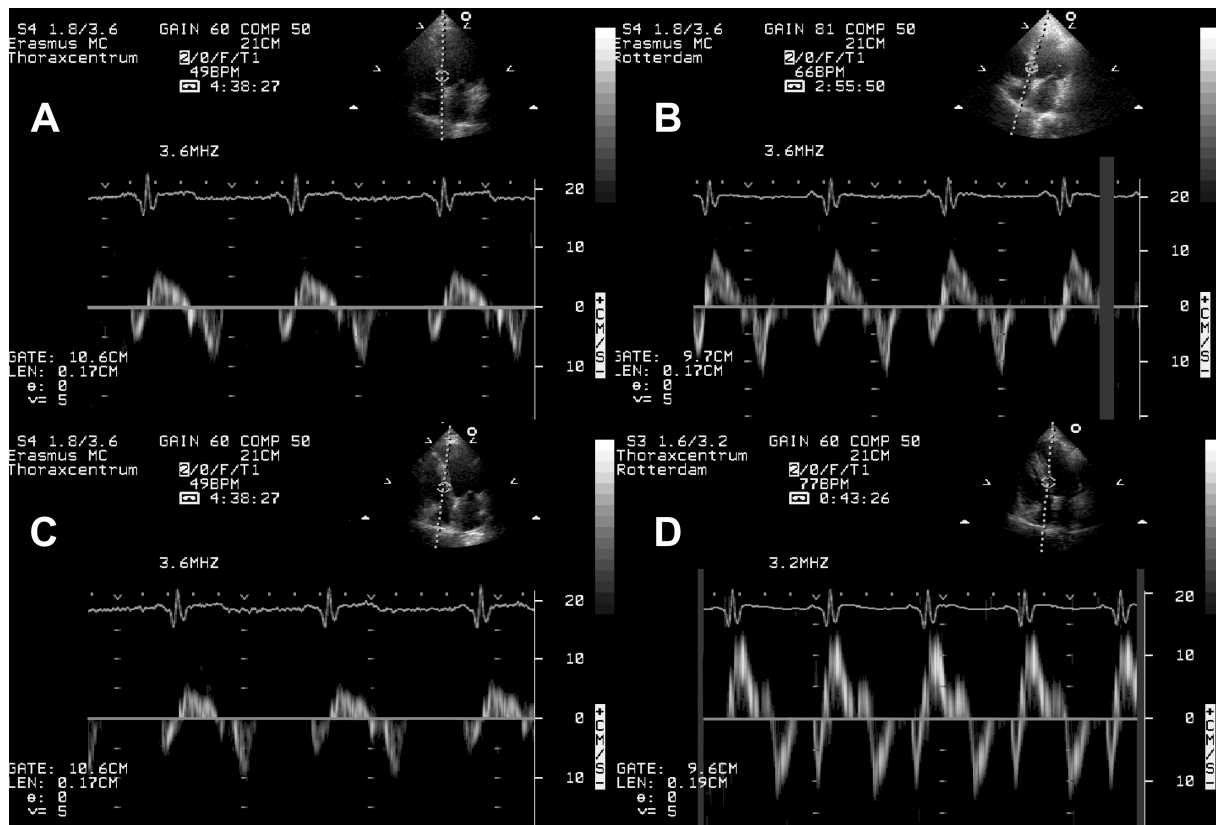 S4 1.8/3.6 GAIN 60 COMP 50
Erasmus MC 21CM
Thoraxcentrum 2/0/F/T1
49BPM
4:38:27
A
3.6MHZ
20
10
0
10
+CM/S-
GATE: 10.6CM
LEN: 0.17CM
θ: 0
V= 5
S4 1.8/3.6 GAIN 81 COMP 50
Erasmus MC 21CM
Rotterdam 2/0/F/T1
66BPM
2:55:50
B
3.6MHZ
20
10
0
10
+CM/S-
GATE: 9.7CM
LEN: 0.17CM
θ: 0
V= 5
S4 1.8/3.6 GAIN 60 COMP 50
Erasmus MC 21CM
Thoraxcentrum 2/0/F/T1
49BPM
4:38:27
C
3.6MHZ
20
10
0
10
+CM/S-
GATE: 10.6CM
LEN: 0.17CM
θ: 0
V= 5
S3 1.6/3.2 GAIN 60 COMP 50
Thoraxcentrum 21CM
Rotterdam 2/0/F/T1
77BPM
0:43:26
D
3.2MHZ
20
10
0
10
+CM/S-
GATE: 9.6CM
LEN: 0.19CM
θ: 0
V= 5